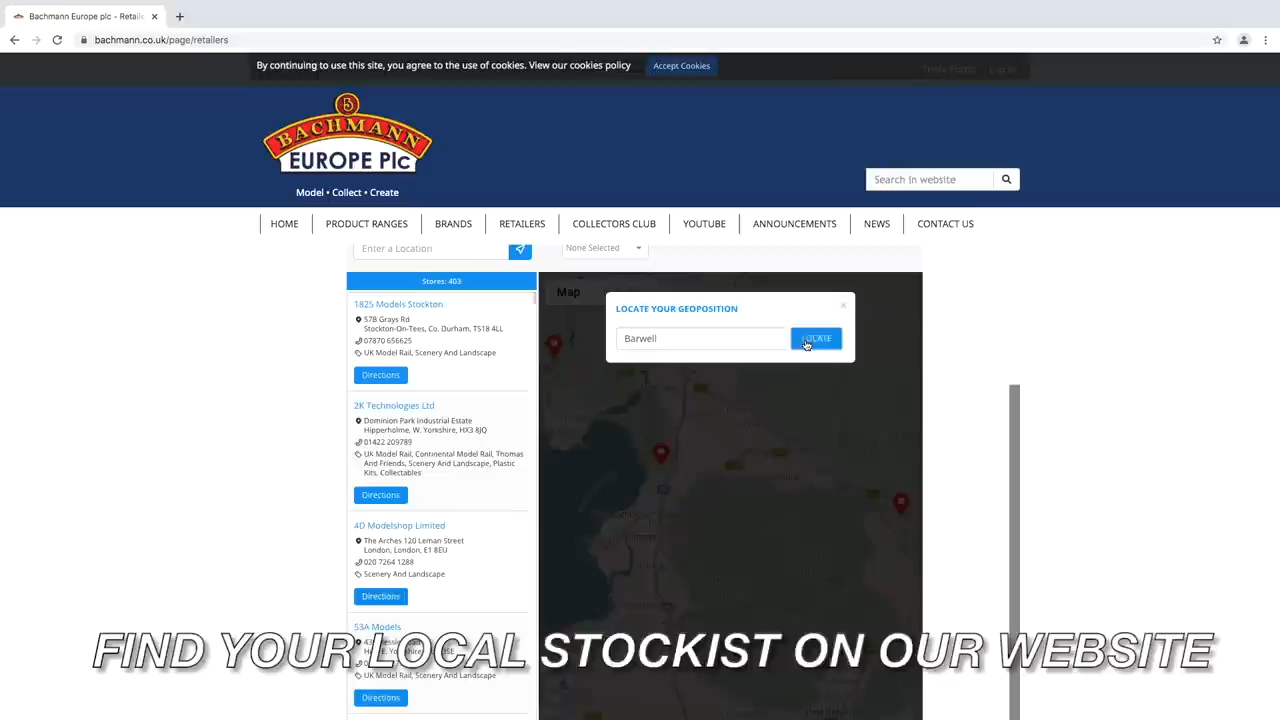 Bachmann Europe plc - Retaile
bachmann.co.uk/page/retailers
By continuing to use this site, you agree to the use of cookies. View our cookies policy
Accept Cookies
Trade Portal
Log In
BACHMANN
EUROPE Plc
Model • Collect • Create
Search In website
HOME
PRODUCT RANGES
BRANDS
RETAILERS
COLLECTORS CLUB
YOUTUBE
ANNOUNCEMENTS
NEWS
CONTACT US
Enter a Location
None Selected
Stores: 403
1825 Models Stockton
57B Grays Rd
Stockton-On-Tees, Co. Durham, TS18 4LL
07870 656625
UK Model Rail, Scenery And Landscape
Directions
2K Technologies Ltd
Dominion Park Industrial Estate
Hipperholme, W. Yorkshire, HX3 8JQ
01422 209789
UK Model Rail, Continental Model Rail, Thomas
And Friends, Scenery And Landscape, Plastic
Kits, Collectables
Directions
4D Modelshop Limited
The Arches 120 Leman Street
London, London, E1 8EU
020 7264 1288
Scenery And Landscape
Directions
53A Models
UK Model Rail, Scenery And Landscape
Directions
Map
LOCATE YOUR GEOPOSITION
×
Barwell
LOCATE
FIND YOUR LOCAL STOCKIST ON OUR WEBSITE